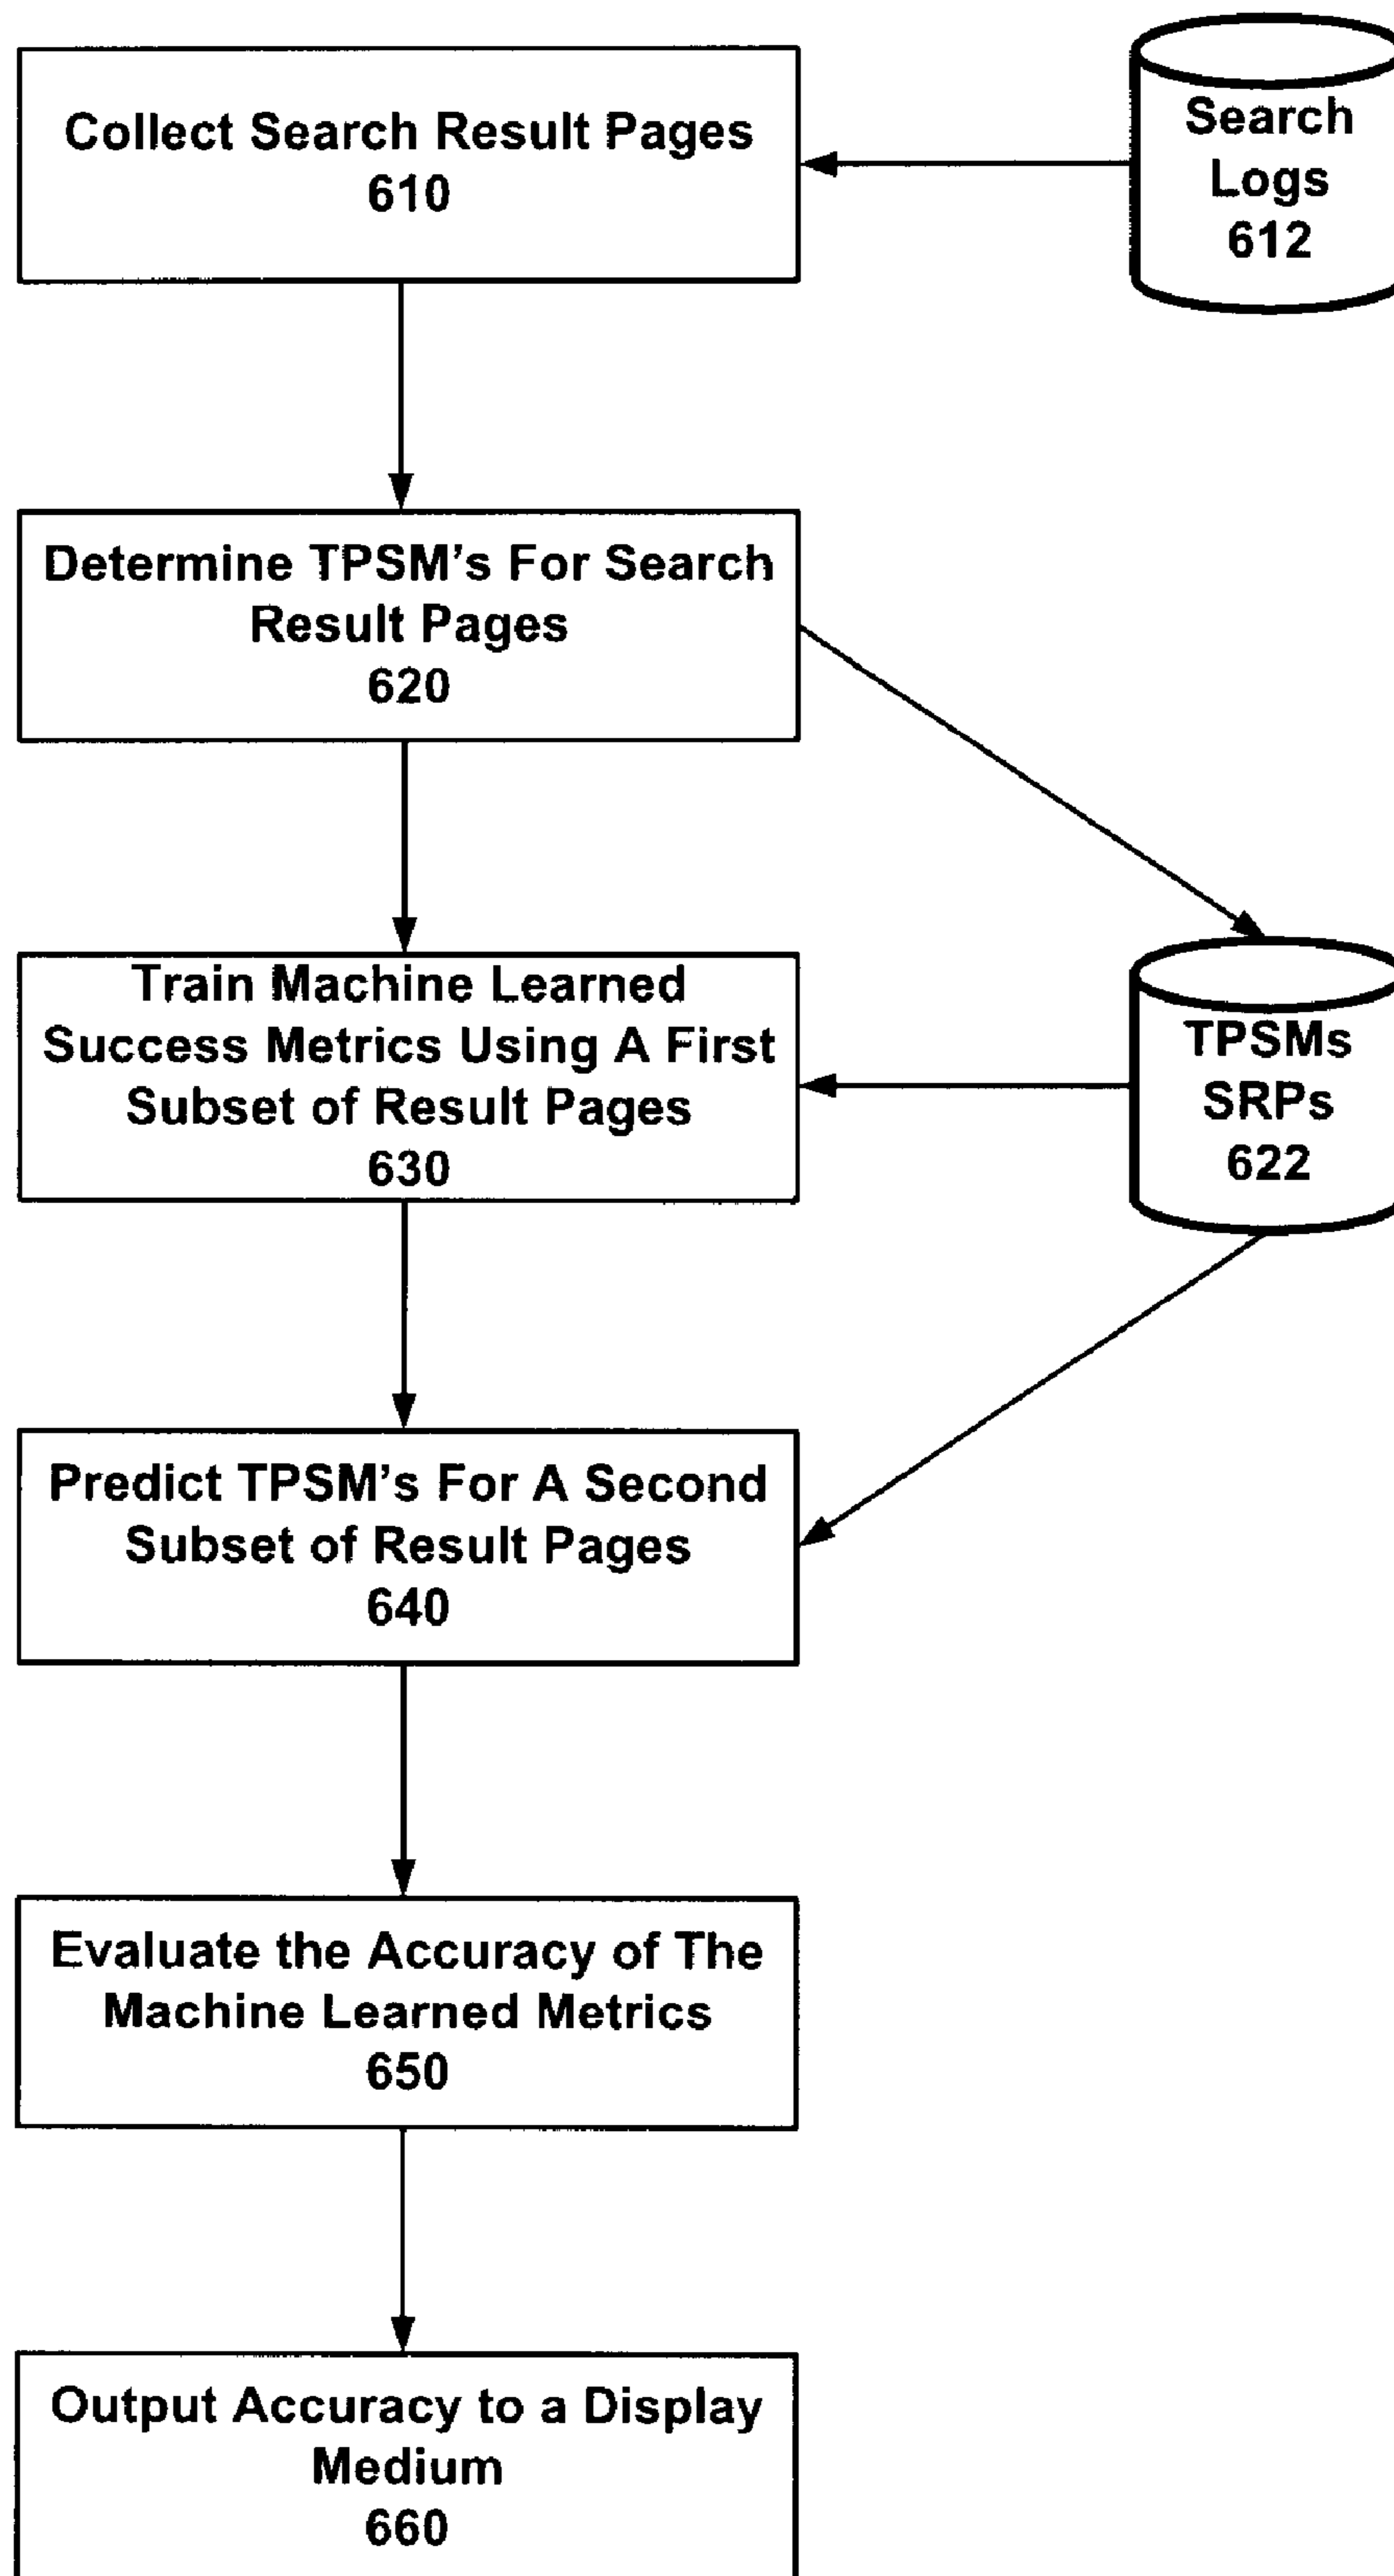 Collect Search Result Pages
610
Search
Logs
612
Determine TPSM's For Search
Result Pages
620
Train Machine Learned
Success Metrics Using A First
Subset of Result Pages
630
TPSMs
SRPs
622
Predict TPSM's For A Second
Subset of Result Pages
640
Evaluate the Accuracy of The
Machine Learned Metrics
650
Output Accuracy to a Display
Medium
660